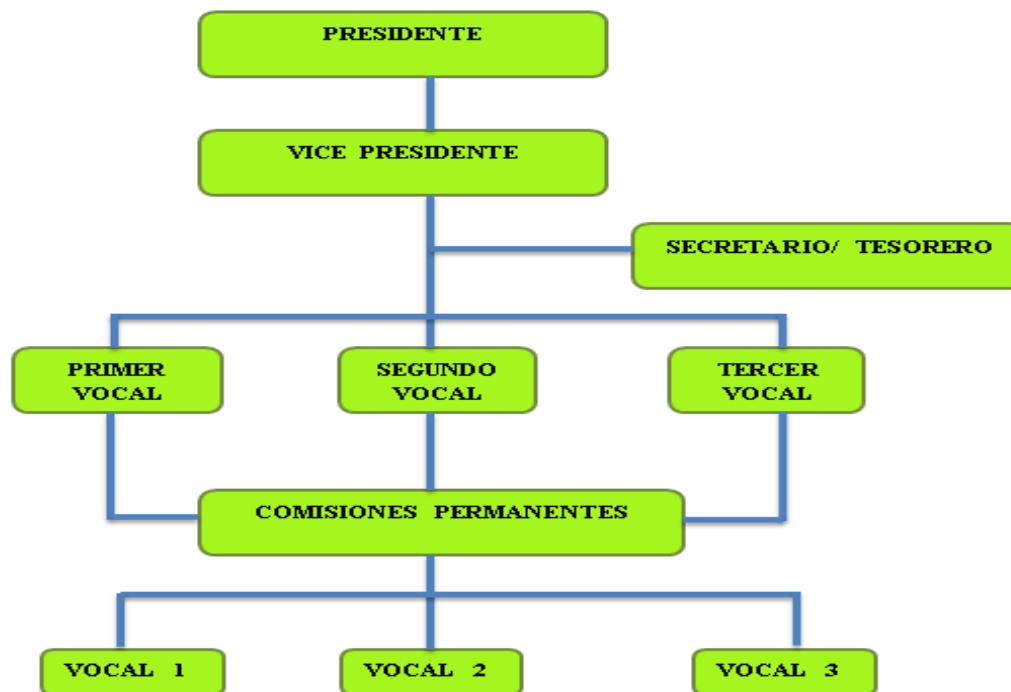 PRESIDENTE
VICE PRESIDENTE
SECRETARIO/ TESORERO
PRIMER
VOCAL
SEGUNDO
VOCAL
TERCER
VOCAL
COMISIONES PERMANENTES
VOCAL 1
VOCAL 2
VOCAL 3